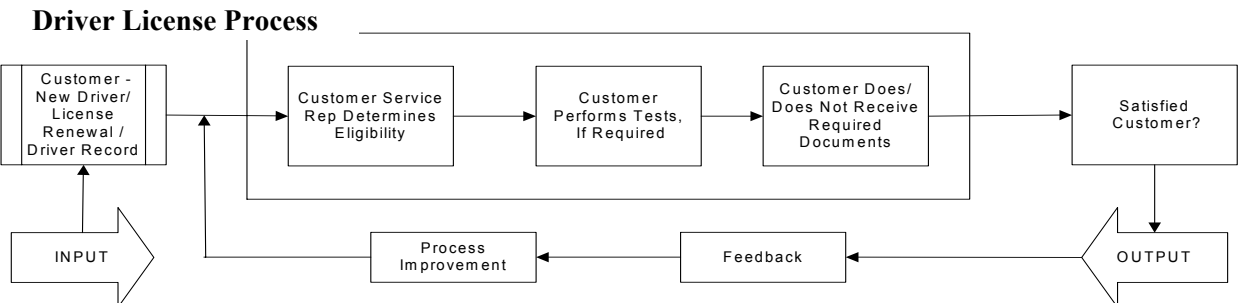 Driver License Process
Customer -
New Driver/
License
Renewal /
Driver Record
Customer Service
Rep Determines
Eligibility
Customer
Performs Tests,
If Required
Customer Does/
Does Not Receive
Required
Documents
Satisfied
Customer?
INPUT
Process
Improvement
Feedback
OUTPUT